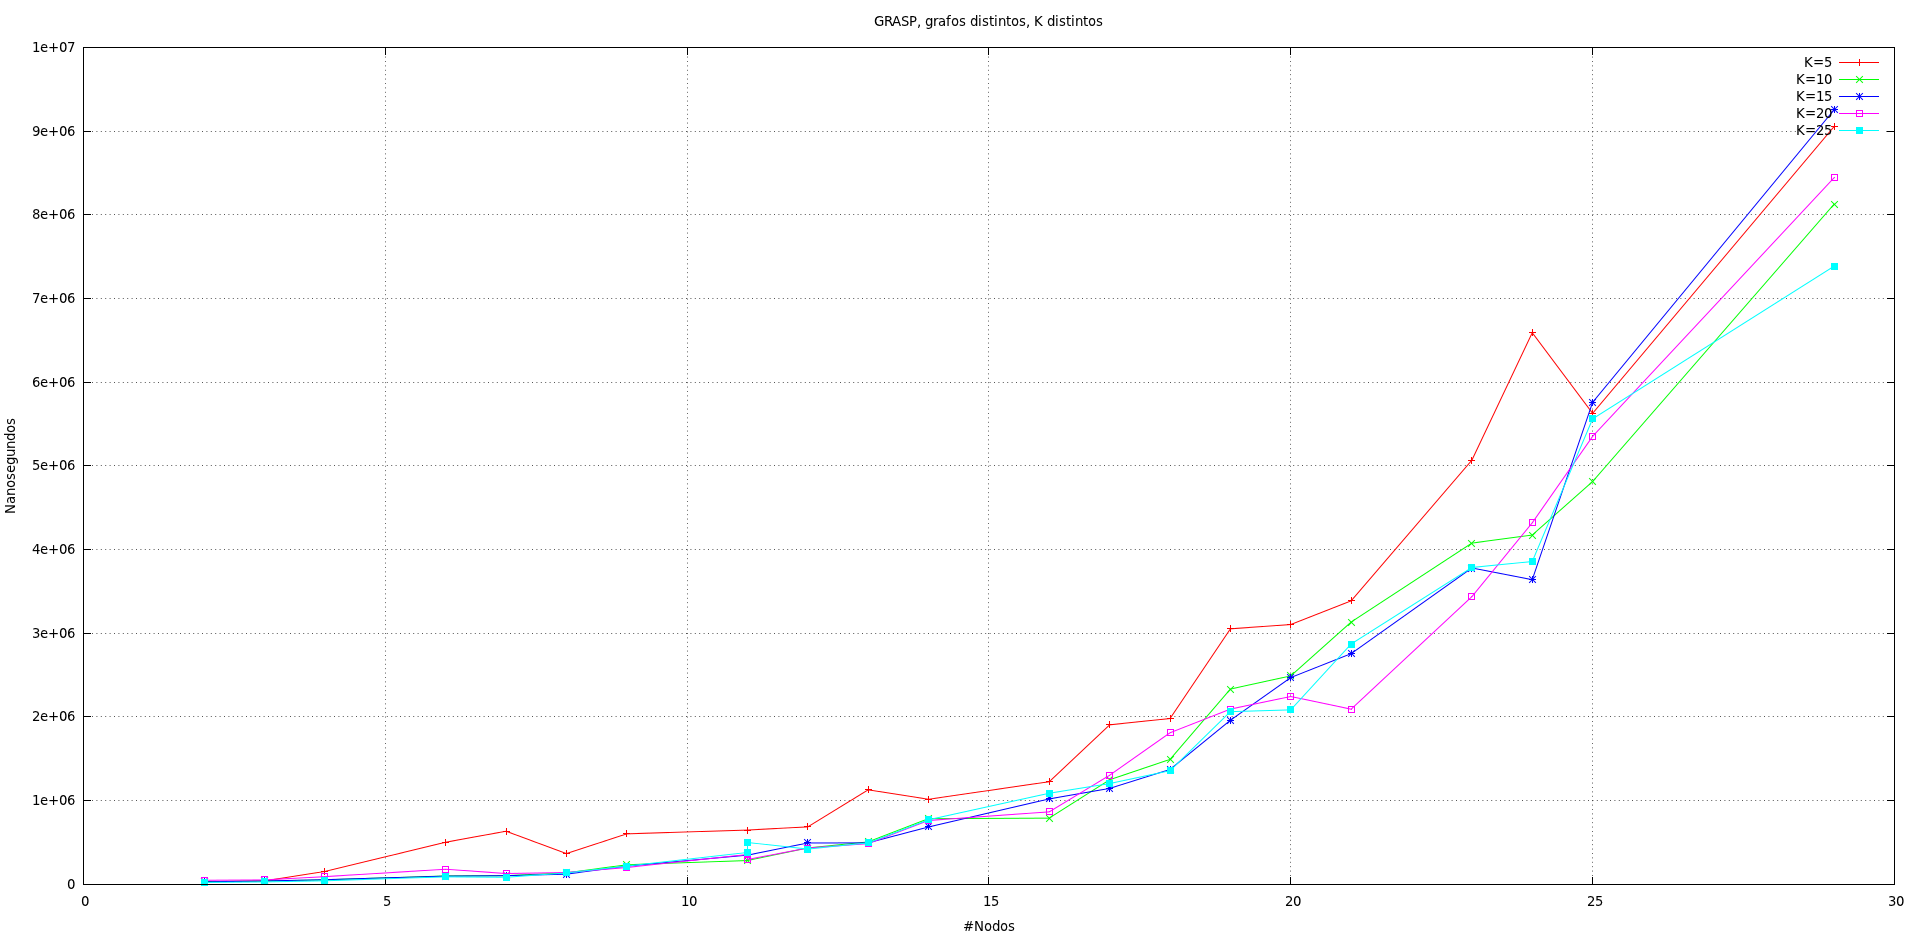 GRASP, grafos distintos, K distintos
1e+07
9e+06
8e+06
7e+06
6e+06
5e+06
4e+06
3e+06
2e+06
1e+06
0
Nanosegundos
K=5
K=10
K=15
K=20
K=25
0 5 10 15 20 25 30
#Nodos